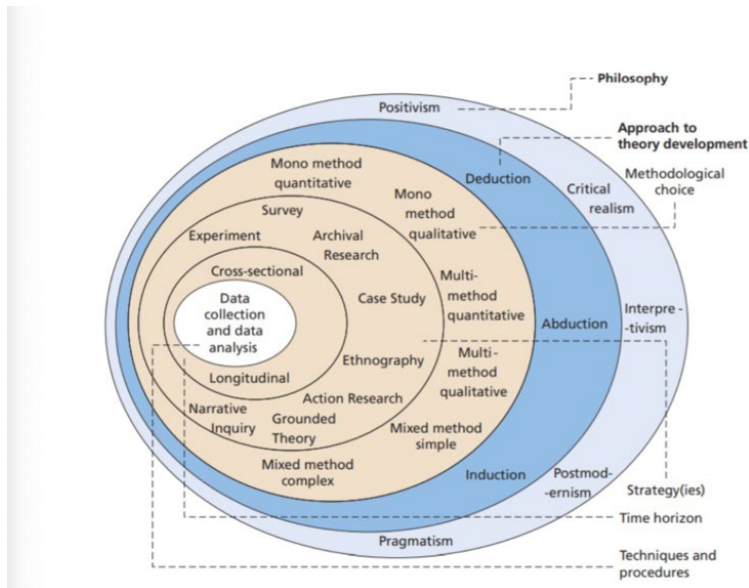 Philosophy
Positivism
Approach to
theory development
Deduction
Methodological
choice
Mono method
quantitative
Critical
realism
Mono
method
qualitative
Survey
Experiment
Archival
Research
Cross-sectional
Multi-
method
quantitative
Data
collection
and data
analysis
Case Study
Abduction
Interpre -
-tivism
Ethnography
Multi-
method
qualitative
Longitudinal
Action Research
Narrative
Inquiry
Grounded
Theory
Mixed method
simple
Mixed method
complex
Induction
Postmod-
-ernism
Strategy(ies)
Time horizon
Pragmatism
Techniques and
procedures